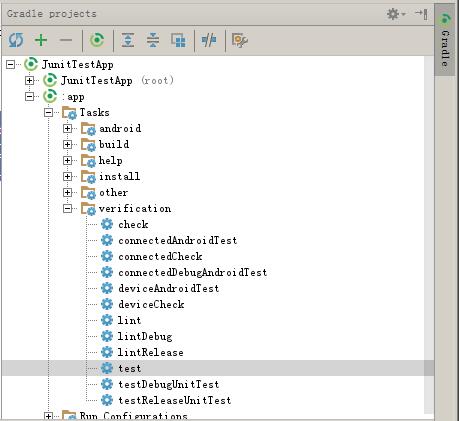 Gradle projects
Gradle
JunitTestApp
JunitTestApp (root)
:app
Tasks
android
build
help
install
other
verification
check
connectedAndroidTest
connectedCheck
connectedDebugAndroidTest
deviceAndroidTest
deviceCheck
lint
lintDebug
lintRelease
test
testDebugUnitTest
testReleaseUnitTest
Run Configurations